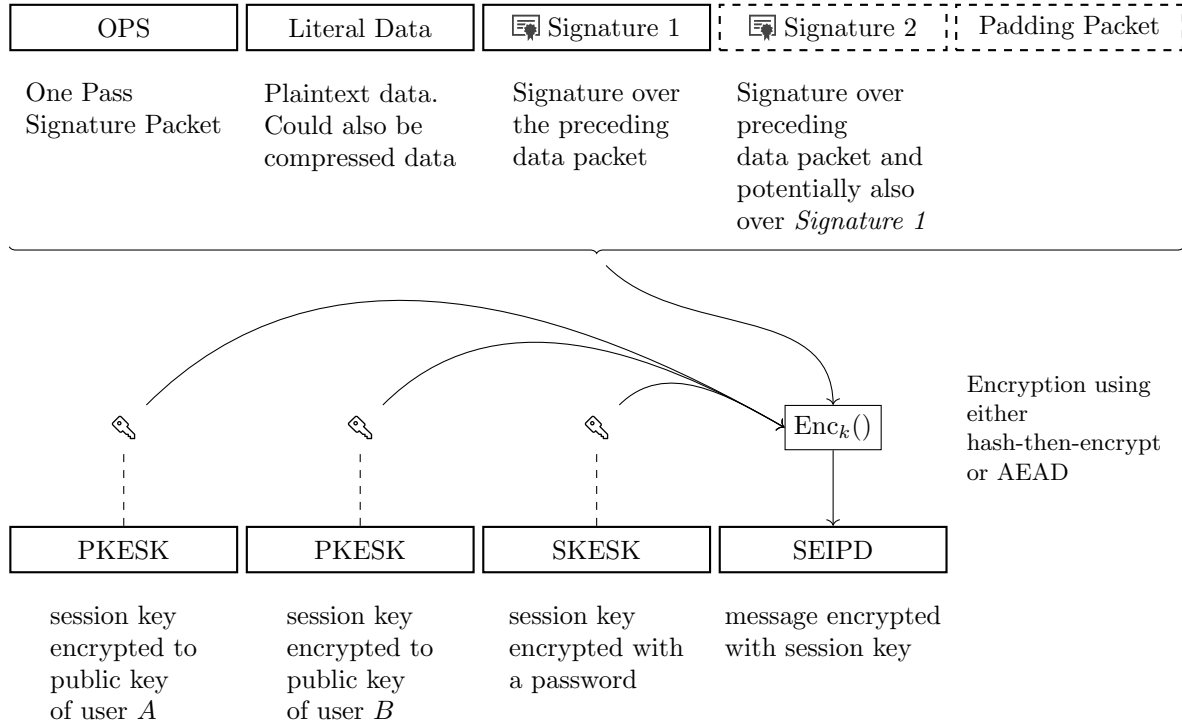 OPS
Literal Data
Signature 1
Signature 2
Padding Packet
One Pass
Signature Packet
Plaintext data.
Could also be
compressed data
Signature over
the preceding
data packet
Signature over
preceding
data packet and
potentially also
over Signature 1
Encryption using
either
hash-then-encrypt
or AEAD
Enck()
PKESK
PKESK
SKESK
SEIPD
session key
encrypted to
public key
of user A
session key
encrypted to
public key
of user B
session key
encrypted with
a password
message encrypted
with session key